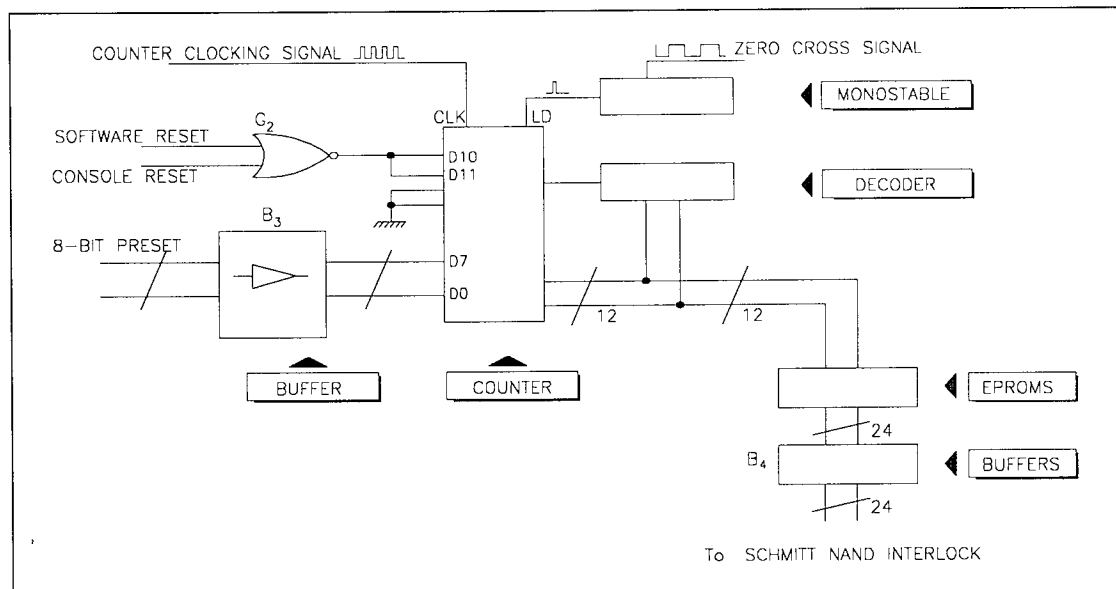 COUNTER CLOCKING SIGNAL
ZERO CROSS SIGNAL
MONOSTABLE
G2
CLK
LD
SOFTWARE RESET
CONSOLE RESET
D10
D11
DECODER
B3
8-BIT PRESET
D7
D0
12
12
BUFFER
COUNTER
EPROMS
24
B4
BUFFERS
24
To SCHMITT NAND INTERLOCK